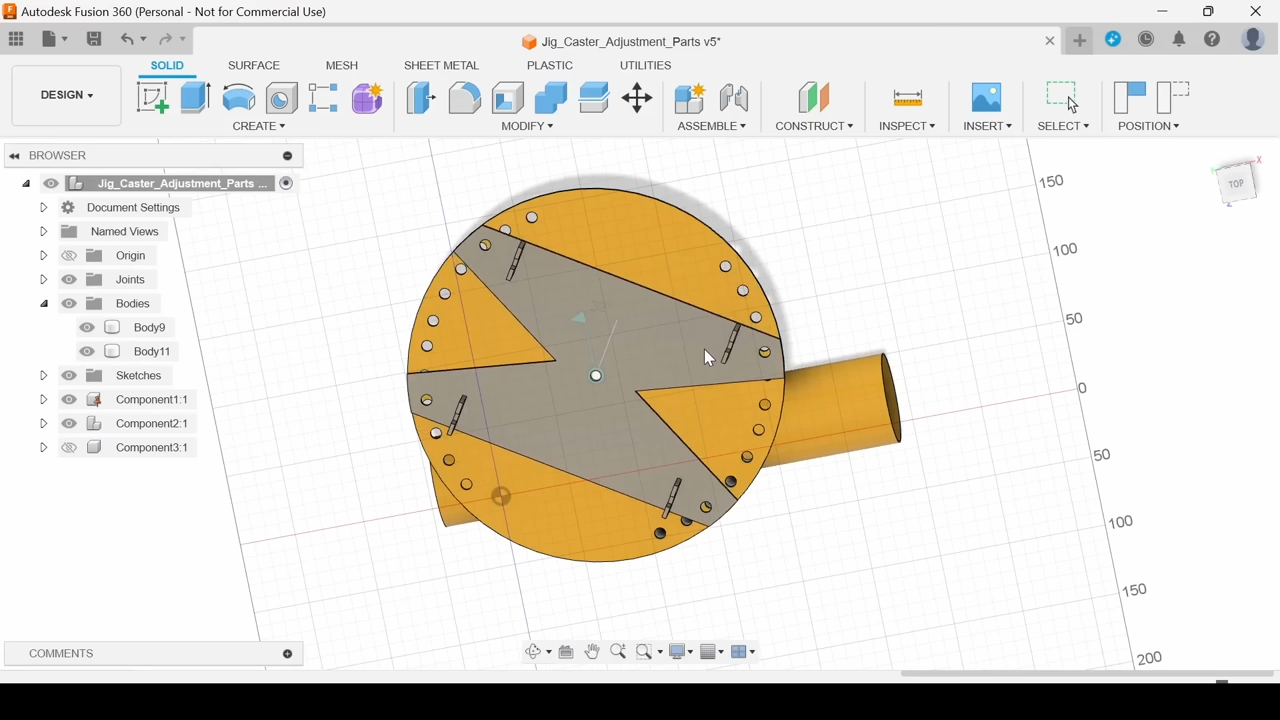 Autodesk Fusion 360 (Personal - Not for Commercial Use)
Jig_Caster_Adjustment_Parts v5*
SOLID SURFACE MESH SHEET METAL PLASTIC UTILITIES
DESIGN
CREATE MODIFY ASSEMBLE CONSTRUCT INSPECT INSERT SELECT POSITION
BROWSER
Jig_Caster_Adjustment_Parts ...
Document Settings
Named Views
Origin
Joints
Bodies
Body9
Body11
Sketches
Component1:1
Component2:1
Component3:1
COMMENTS
TOP
X
Z
150
100
50
0
50
100
150
200